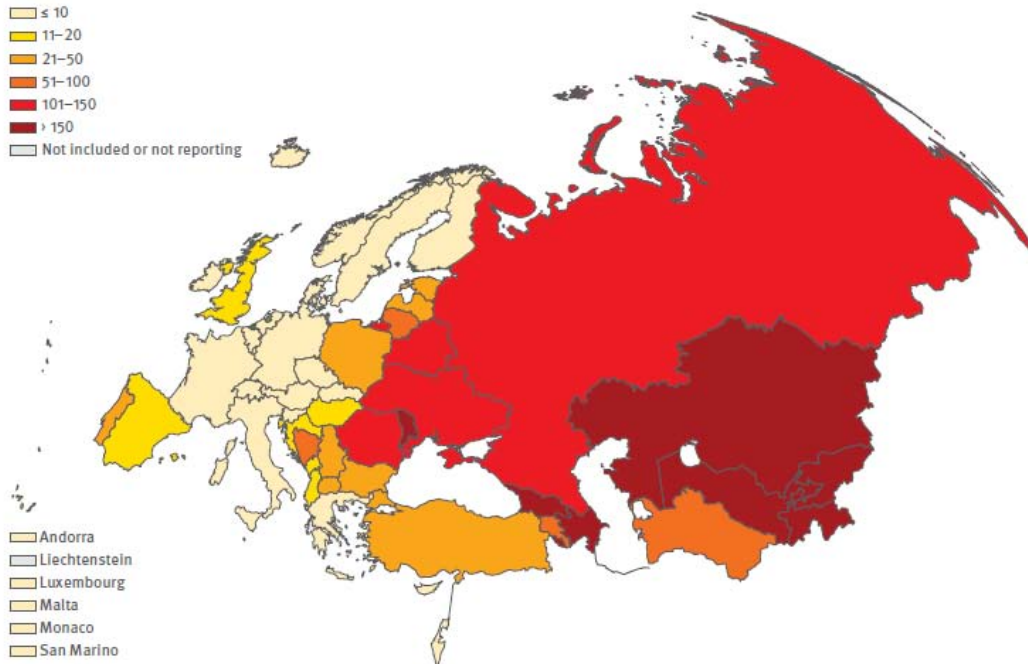 ≤ 10
11–20
21–50
51–100
101–150
> 150
Not included or not reporting
Andorra
Liechtenstein
Luxembourg
Malta
Monaco
San Marino